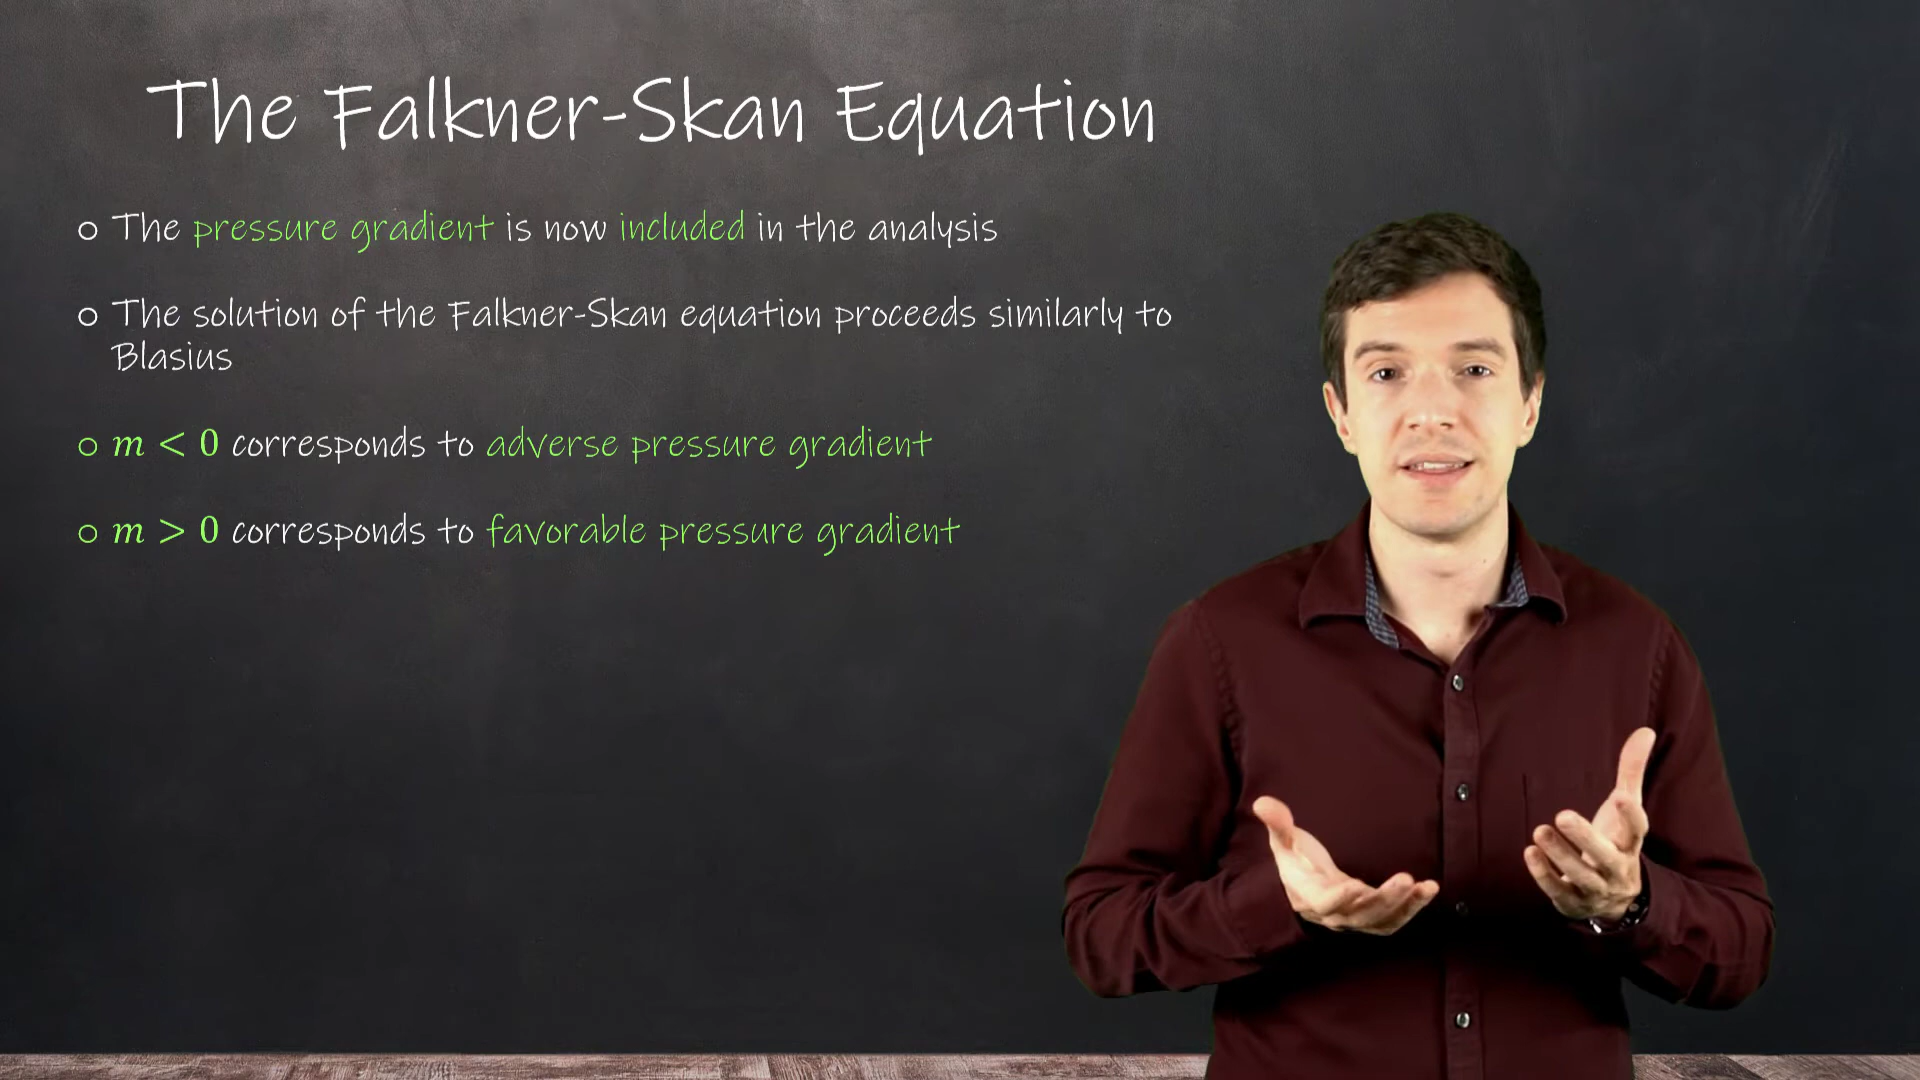 The Falkner-Skan Equation
○ The pressure gradient is now included in the analysis
○ The solution of the Falkner-Skan equation proceeds similarly to
Blasius
○ m < 0 corresponds to adverse pressure gradient
○ m > 0 corresponds to favorable pressure gradient